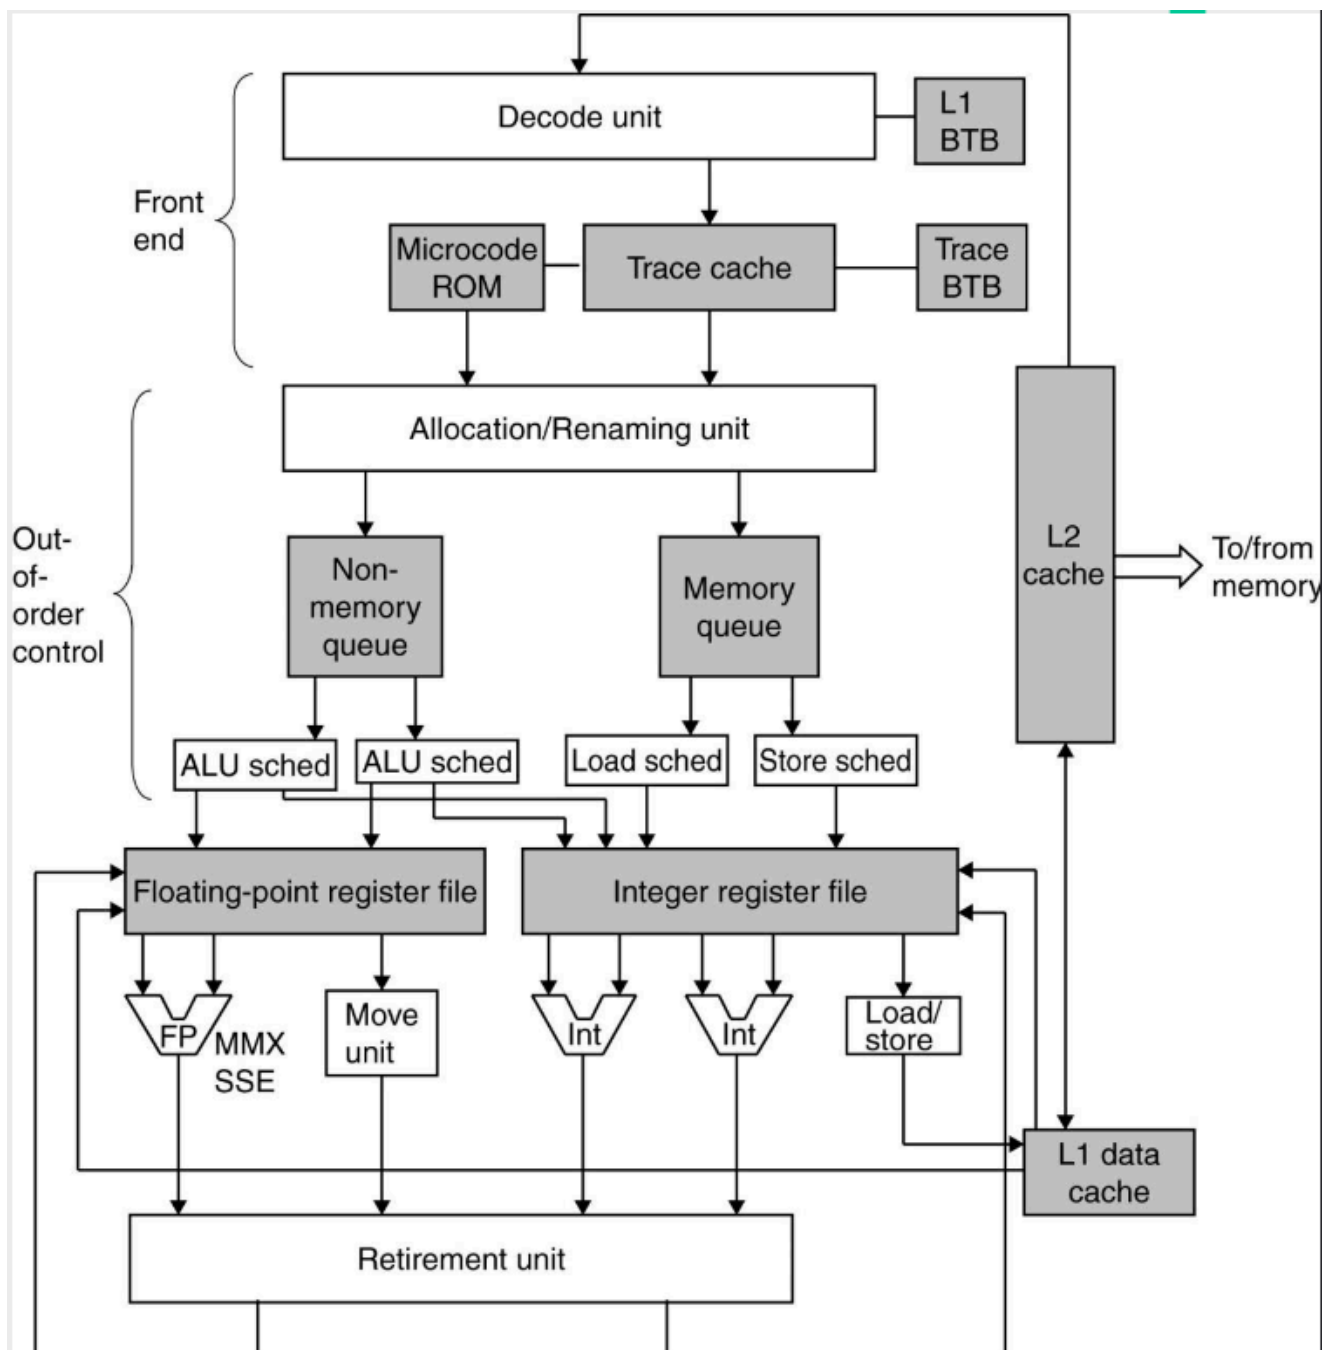 Decode unit
L1
BTB
Front
end
Microcode
ROM
Trace cache
Trace
BTB
Allocation/Renaming unit
Out-
of-
order
control
Non-
memory
queue
Memory
queue
L2
cache
To/from
memory
ALU sched
ALU sched
Load sched
Store sched
Floating-point register file
Integer register file
FP
MMX
SSE
Move
unit
Int
Int
Load/
store
L1 data
cache
Retirement unit